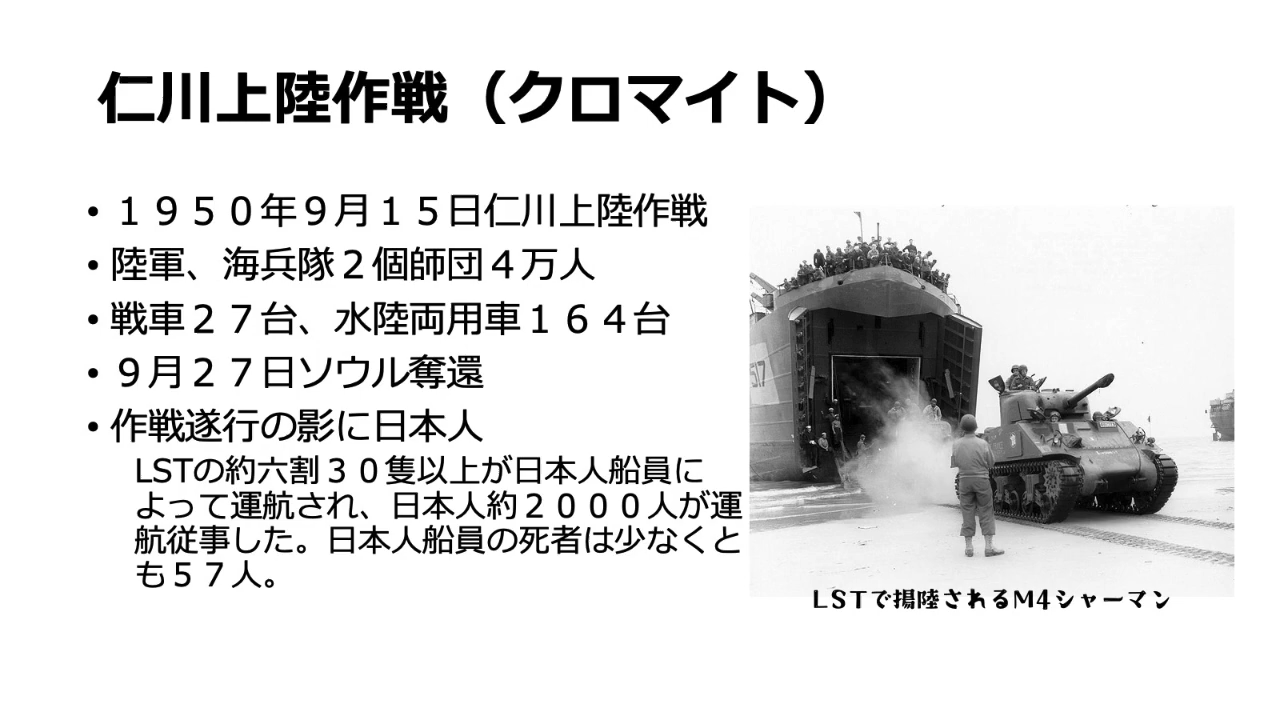 仁川上陸作戦（クロマイト）
• １９５０年９月１５日仁川上陸作戦
• 陸軍、海兵隊２個師団４万人
• 戦車２７台、水陸両用車１６４台
• ９月２７日ソウル奪還
• 作戦遂行の影に日本人
LSTの約六割３０隻以上が日本人船員に
よって運航され、日本人約２０００人が運
航従事した。日本人船員の死者は少なくと
も５７人。
517
LSTで揚陸されるM4シャーマン